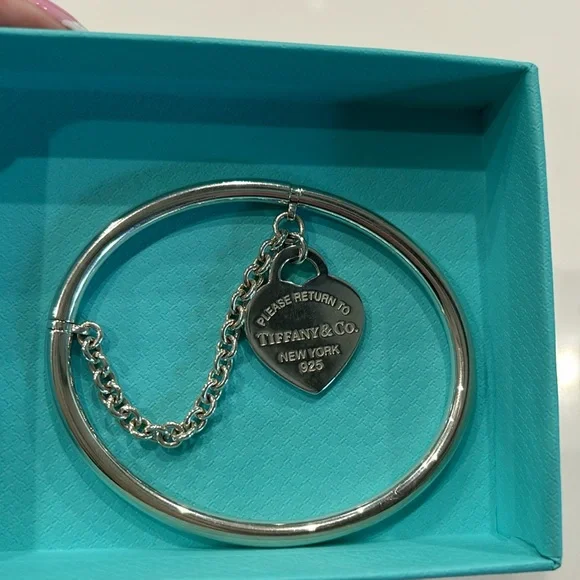 PLEASE RETURN TO
TIFFANY & CO.
NEW YORK
925